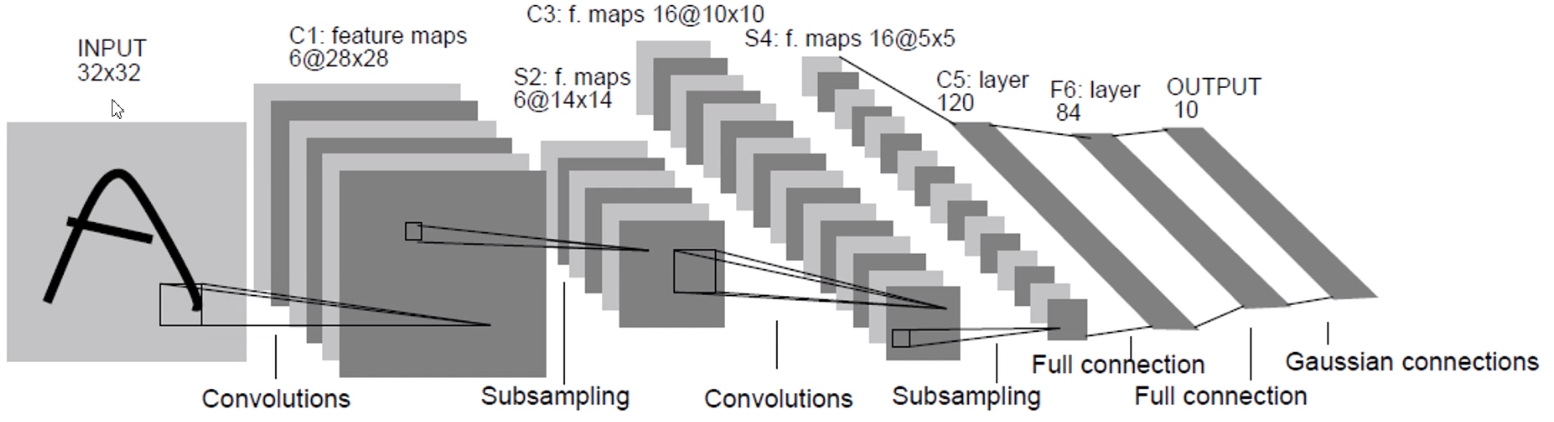 INPUT
32x32
C1: feature maps
6@28x28
S2: f. maps
6@14x14
C3: f. maps 16@10x10
S4: f. maps 16@5x5
C5: layer
120
F6: layer
84
OUTPUT
10
Convolutions
Subsampling
Convolutions
Subsampling
Full connection
Full connection
Gaussian connections